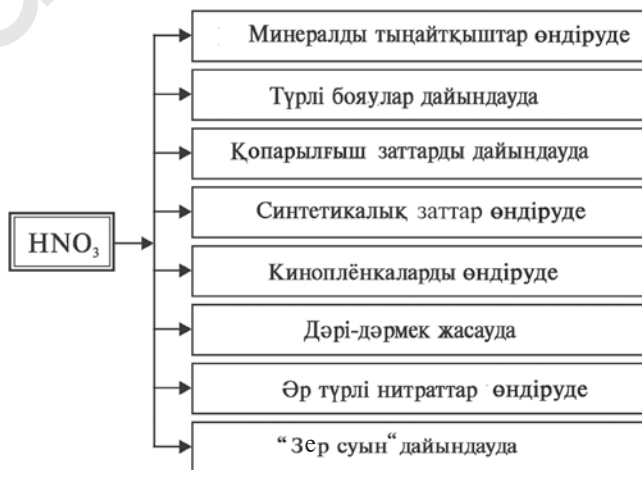 Минералды тыңайтқыштар өндіруде
Түрлі бояулар дайындауда
Қопарылғыш заттарды дайындауда
Синтетикалық заттар өндіруде
HNO₃
Киноплёнкаларды өндіруде
Дәрі-дәрмек жасауда
Әр түрлі нитраттар өндіруде
“Зер суын“ дайындауда